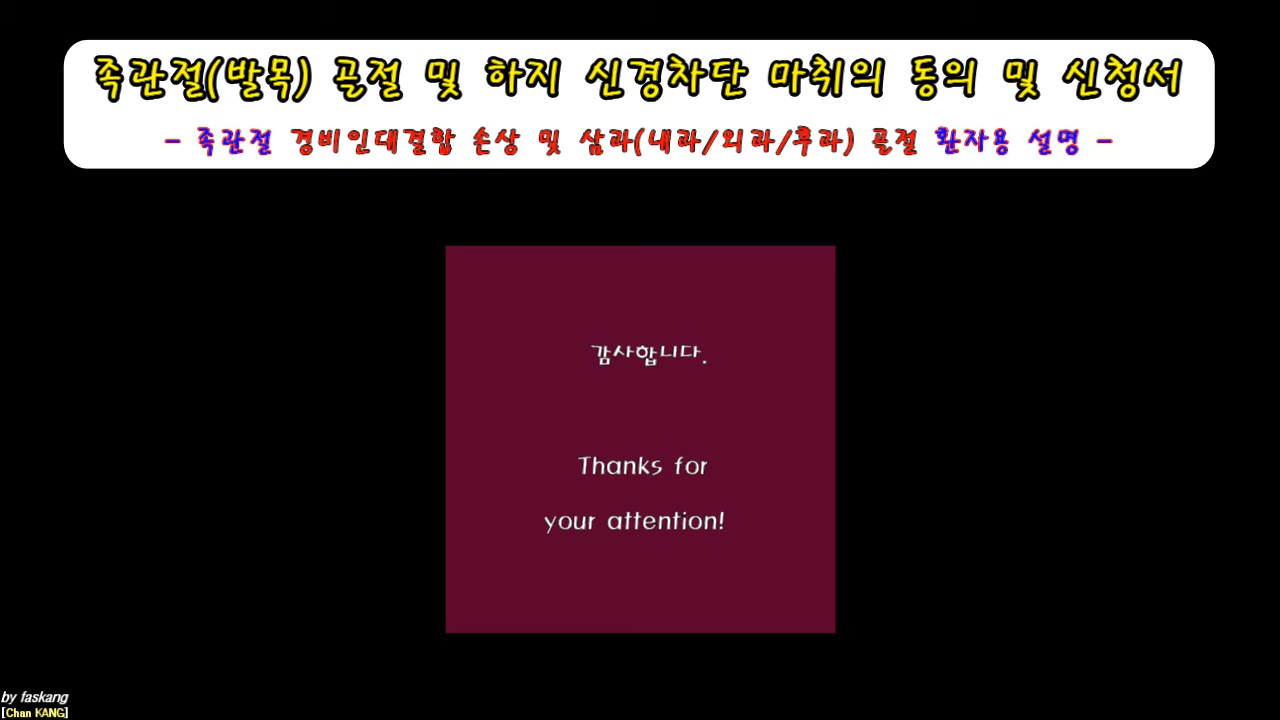 족관절(발목) 골절 및 하지 신경차단 마취의 동의 및 신청서
- 족관절 경비인대결합 손상 및 삼과(내과/외과/후과) 골절 환자용 설명 -
감사합니다.
Thanks for
your attention!
by faskang
[Chan KANG]